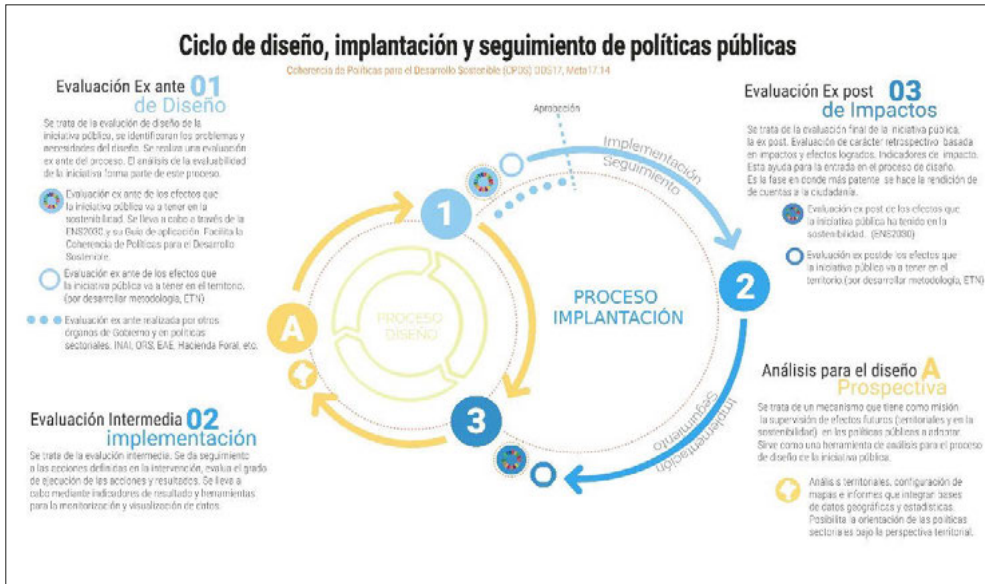 Ciclo de diseño, implantación y seguimiento de políticas públicas
Coherencia de Políticas para el Desarrollo Sostenible (CPDS) ODS17, Meta17.14
Evaluación Ex ante 01
de Diseño
Se trata de la evalución de diseño de la
iniciativa pública, se identificaran los problemas y
necesidades del diseño. Se realiza una evaluación
ex ante del proceso. El análisis de la evaluabilidad
de la iniciativa forma parte de este proceso.
Evaluación ex ante de los efectos que
la iniciativa pública va a tener en la
sostenibilidad. Se lleva a cabo a través de la
ENS2030 y su Guía de aplicación. Facilita la
Coherencia de Políticas para el Desarrollo
Sostenible.
Evaluación ex ante de los efectos que
la iniciativa pública va a tener en el territorio.
(por desarrollar metodología, ETN)
Evaluación ex ante realizada por otros
órganos de Gobierno y en políticas
sectoriales. INAI, ORS, EAE, Hacienda Foral, etc.
Evaluación Intermedia 02
implementación
Se trata de la evaluación intermedia. Se da seguimiento
a las acciones definidas en la intervención, evalua el grado
de ejecución de las acciones y resultados. Se lleva a
cabo mediante indicadores de resultado y herramientas
para la monitorización y visualización de datos.
Aprobación
Implementación
Seguimiento
1
A
PROCESO
DISEÑO
3
PROCESO
IMPLANTACIÓN
2
Seguimiento
Implementación
Evaluación Ex post 03
de Impactos
Se trata de la evaluación final de la iniciativa pública,
la ex post. Evaluación de carácter retrospectivo basada
en impactos y efectos logrados. Indicadores de impacto.
Esta ayuda para la entrada en el proceso de diseño.
Es la fase en donde más patente se hace la rendición de
de cuentas a la ciudadanía.
Evaluación ex post de los efectos que
la iniciativa pública ha tenido en la
sostenibilidad. (ENS2030)
Evaluación ex postde los efectos que
la iniciativa pública va a tener en el
territorio.(por desarrollar metodología, ETN)
Análisis para el diseño A
Prospectiva
Se trata de un mecanismo que tiene como misión
la supervisión de efectos futuros (territoriales y en la
sostenibilidad) en las políticas públicas a adoptar.
Sirve como una herramienta de análisis para el proceso
de diseño de la iniciativa pública.
Análisis territoriales, configuración de
mapas e informes que integran bases
de datos geográficas y estadísticas.
Posibilita la orientación de las políticas
sectoriales bajo la perspectiva territorial.